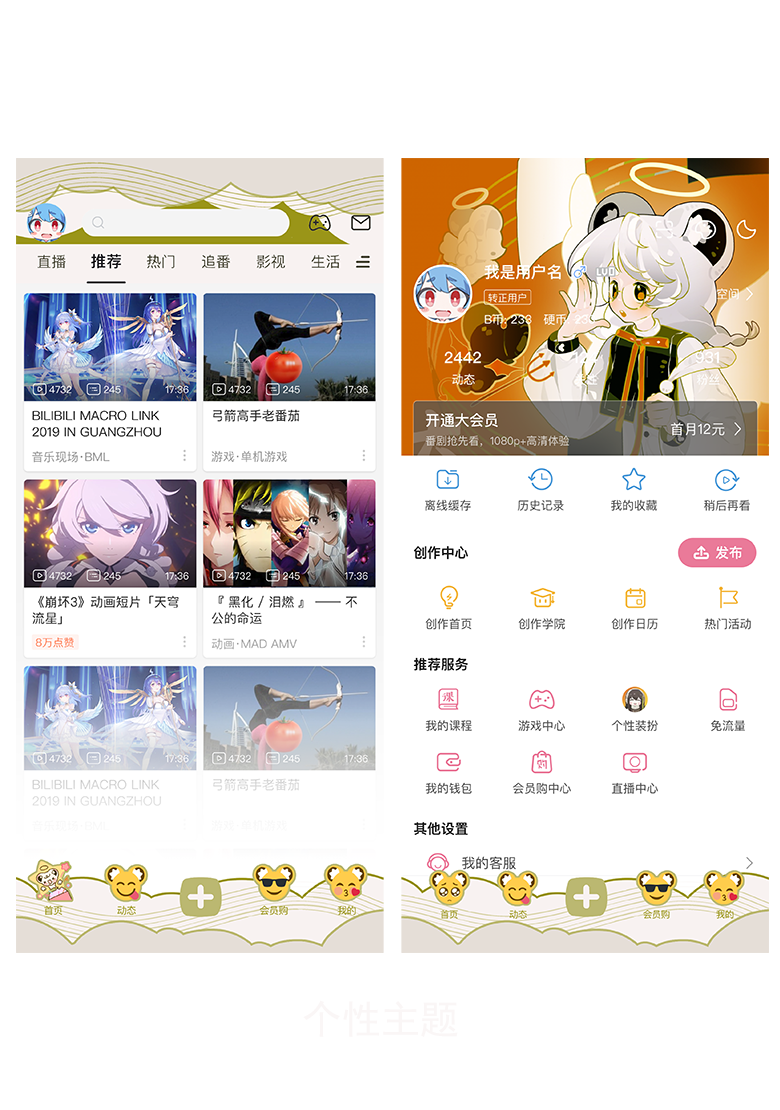 推荐
直播
热门
追番
影视
生活
4732
245
17:36
4732
245
17:36
BILIBILI MACRO LINK
2019 IN GUANGZHOU
弓箭高手老番茄
音乐现场·BML
游戏·单机游戏
4732
245
17:36
4732
245
17:36
《崩坏3》动画短片「天穹
流星」
『 黑化 / 泪燃 』 —— 不
公的命运
8万点赞
动画·MAD AMV
4732
245
17:36
4732
245
17:36
BILIBILI MACRO LINK
2019 IN GUANGZHOU
弓箭高手老番茄
音乐现场·BML
游戏·单机游戏
首页
动态
会员购
我的
我是用户名
转正用户
空间
B币: 233
硬币: 233
2442
动态
931
粉丝
开通大会员
番剧抢先看，1080p+高清体验
首月12元
离线缓存
历史记录
我的收藏
稍后再看
创作中心
发布
创作首页
创作学院
创作日历
热门活动
推荐服务
课
我的课程
游戏中心
个性装扮
免流量
购
我的钱包
会员购中心
直播中心
其他设置
我的客服
首页
动态
会员购
我的
个性主题